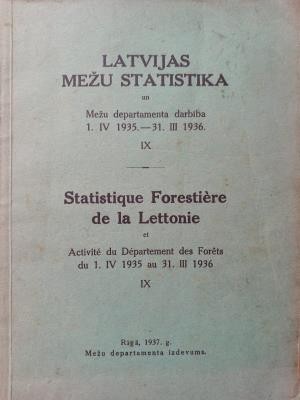 LATVIJAS
MEŽU STATISTIKA
un
Mežu departamenta darbība
1. IV 1935.—31. III 1936.
IX
Statistique Forestière
de la Lettonie
et
Activité du Département des Forêts
du 1. IV 1935 au 31. III 1936
IX
Rīgā, 1937. g.
Mežu departamenta izdevums.